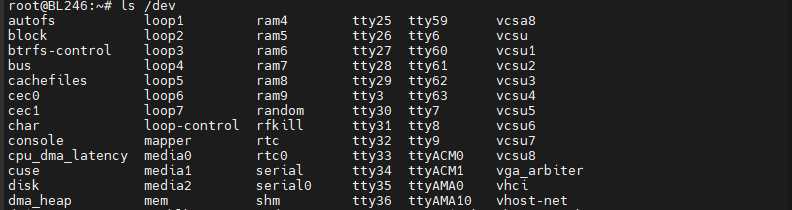 root@BL246:~# ls /dev
autofs loop1 ram4 tty25 tty59 vcsa8
block loop2 ram5 tty26 tty6 vcsu
btrfs-control loop3 ram6 tty27 tty60 vcsu1
bus loop4 ram7 tty28 tty61 vcsu2
cachefiles loop5 ram8 tty29 tty62 vcsu3
cec0 loop6 ram9 tty3 tty63 vcsu4
cec1 loop7 random tty30 tty7 vcsu5
char loop-control rfkill tty31 tty8 vcsu6
console mapper rtc tty32 tty9 vcsu7
cpu_dma_latency media0 rtc0 tty33 ttyACM0 vcsu8
cuse media1 serial tty34 ttyACM1 vga_arbiter
disk media2 serial0 tty35 ttyAMA0 vhci
dma_heap mem shm tty36 ttyAMA10 vhost-net